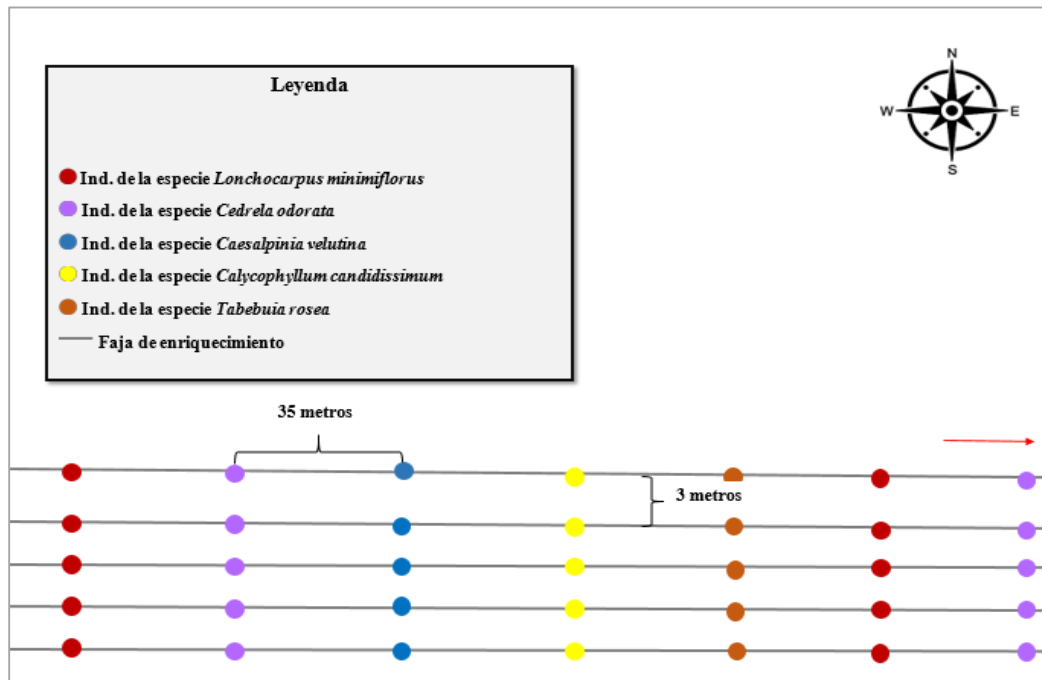 Leyenda
N
W
E
S
Ind. de la especie Lonchocarpus minimiflorus
Ind. de la especie Cedrela odorata
Ind. de la especie Caesalpinia velutina
Ind. de la especie Calycophyllum candidissimum
Ind. de la especie Tabebuia rosea
Faja de enriquecimiento
35 metros
3 metros